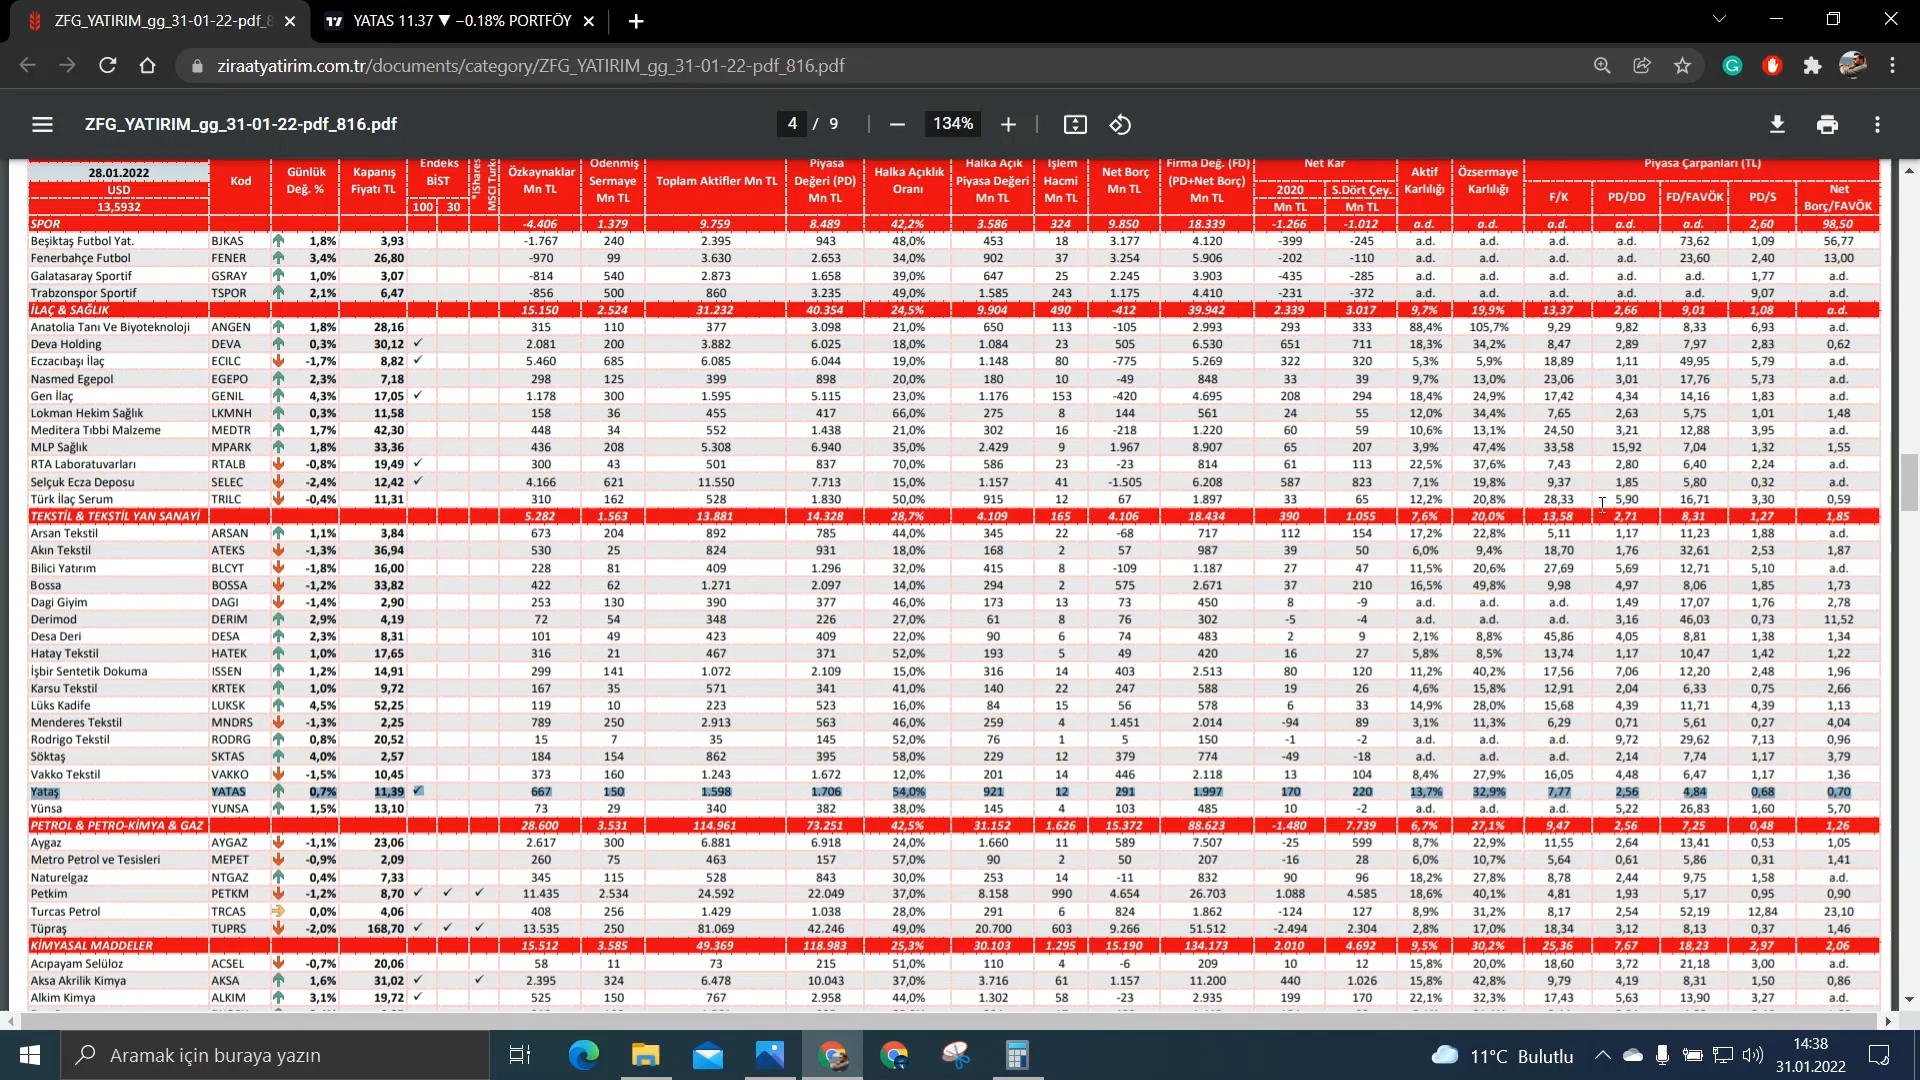 ZFG_YATIRIM_gg_31-01-22-pdf_8
YATAS 11.37 ▼ −0.18% PORTFÖY
ziraatyatirim.com.tr/documents/category/ZFG_YATIRIM_gg_31-01-22-pdf_816.pdf
ZFG_YATIRIM_gg_31-01-22-pdf_816.pdf
4 / 9
134%
28.01.2022 Kod Günlük Değ. % Kapanış Fiyatı TL Endeks BİST *iShares MSCI Turke Özkaynaklar Mn TL Ödenmiş Sermaye Mn TL Toplam Aktifler Mn TL Piyasa Değeri (PD) Mn TL Halka Açıklık Oranı Halka Açık Piyasa Değeri Mn TL İşlem Hacmi Mn TL Net Borç Mn TL Firma Değ. (FD) (PD+Net Borç) Mn TL Net Kar Aktif Karlılığı Özsermaye Karlılığı Piyasa Çarpanları (TL)
USD 2020 S.Dört Çey. F/K PD/DD FD/FAVÖK PD/S Net Borç/FAVÖK
13,5932 100 30 Mn TL Mn TL
SPOR -4.406 1.379 9.759 8.489 42,2% 3.586 324 9.850 18.339 -1.266 -1.012 a.d. a.d. a.d. a.d. a.d. 2,60 98,50
Beşiktaş Futbol Yat. BJKAS 1,8% 3,93 -1.767 240 2.395 943 48,0% 453 18 3.177 4.120 -399 -245 a.d. a.d. a.d. a.d. 73,62 1,09 56,77
Fenerbahçe Futbol FENER 3,4% 26,80 -970 99 3.630 2.653 34,0% 902 37 3.254 5.906 -202 -110 a.d. a.d. a.d. a.d. 23,60 2,40 13,00
Galatasaray Sportif GSRAY 1,0% 3,07 -814 540 2.873 1.658 39,0% 647 25 2.245 3.903 -435 -285 a.d. a.d. a.d. a.d. a.d. 1,77 a.d.
Trabzonspor Sportif TSPOR 2,1% 6,47 -856 500 860 3.235 49,0% 1.585 243 1.175 4.410 -231 -372 a.d. a.d. a.d. a.d. a.d. 9,07 a.d.
İLAÇ & SAĞLIK 15.150 2.524 31.232 40.354 24,5% 9.904 490 -412 39.942 2.339 3.017 9,7% 19,9% 13,37 2,66 9,01 1,08 a.d.
Anatolia Tanı Ve Biyoteknoloji ANGEN 1,8% 28,16 315 110 377 3.098 21,0% 650 113 -105 2.993 293 333 88,4% 105,7% 9,29 9,82 8,33 6,93 a.d.
Deva Holding DEVA 0,3% 30,12 ✓ 2.081 200 3.882 6.025 18,0% 1.084 23 505 6.530 651 711 18,3% 34,2% 8,47 2,89 7,97 2,83 0,62
Eczacıbaşı İlaç ECILC -1,7% 8,82 ✓ 5.460 685 6.085 6.044 19,0% 1.148 80 -775 5.269 322 320 5,3% 5,9% 18,89 1,11 49,95 5,79 a.d.
Nasmed Egepol EGEPO 2,3% 7,18 298 125 399 898 20,0% 180 10 -49 848 33 39 9,7% 13,0% 23,06 3,01 17,76 5,73 a.d.
Gen İlaç GENIL 4,3% 17,05 ✓ 1.178 300 1.595 5.115 23,0% 1.176 153 -420 4.695 208 294 18,4% 24,9% 17,42 4,34 14,16 1,83 a.d.
Lokman Hekim Sağlık LKMNH 0,3% 11,58 158 36 455 417 66,0% 275 8 144 561 24 55 12,0% 34,4% 7,65 2,63 5,75 1,01 1,48
Meditera Tıbbi Malzeme MEDTR 1,7% 42,30 448 34 552 1.438 21,0% 302 16 -218 1.220 60 59 10,6% 13,1% 24,50 3,21 12,88 3,95 a.d.
MLP Sağlık MPARK 1,8% 33,36 436 208 5.308 6.940 35,0% 2.429 9 1.967 8.907 65 207 3,9% 47,4% 33,58 15,92 7,04 1,32 1,55
RTA Laboratuvarları RTALB -0,8% 19,49 ✓ 300 43 501 837 70,0% 586 23 -23 814 61 113 22,5% 37,6% 7,43 2,80 6,40 2,24 a.d.
Selçuk Ecza Deposu SELEC -2,4% 12,42 ✓ 4.166 621 11.550 7.713 15,0% 1.157 41 -1.505 6.208 587 823 7,1% 19,8% 9,37 1,85 5,80 0,32 a.d.
Türk İlaç Serum TRILC -0,4% 11,31 310 162 528 1.830 50,0% 915 12 67 1.897 33 65 12,2% 20,8% 28,33 5,90 16,71 3,30 0,59
TEKSTİL & TEKSTİL YAN SANAYİ 5.282 1.563 13.881 14.328 28,7% 4.109 165 4.106 18.434 390 1.055 7,6% 20,0% 13,58 2,71 8,31 1,27 1,85
Arsan Tekstil ARSAN 1,1% 3,84 673 204 892 785 44,0% 345 22 -68 717 112 154 17,2% 22,8% 5,11 1,17 11,23 1,88 a.d.
Akın Tekstil ATEKS -1,3% 36,94 530 25 824 931 18,0% 168 2 57 987 39 50 6,0% 9,4% 18,70 1,76 32,61 2,53 1,87
Bilici Yatırım BLCYT -1,8% 16,00 228 81 409 1.296 32,0% 415 8 -109 1.187 27 47 11,5% 20,6% 27,69 5,69 12,71 5,10 a.d.
Bossa BOSSA -1,2% 33,82 422 62 1.271 2.097 14,0% 294 2 575 2.671 37 210 16,5% 49,8% 9,98 4,97 8,06 1,85 1,73
Dagi Giyim DAGI -1,4% 2,90 253 130 390 377 46,0% 173 13 73 450 8 -9 a.d. a.d. a.d. 1,49 17,07 1,76 2,78
Derimod DERIM 2,9% 4,19 72 54 348 226 27,0% 61 8 76 302 -5 -4 a.d. a.d. a.d. 3,16 46,03 0,73 11,52
Desa Deri DESA 2,3% 8,31 101 49 423 409 22,0% 90 6 74 483 2 9 2,1% 8,8% 45,86 4,05 8,81 1,38 1,34
Hatay Tekstil HATEK 1,0% 17,65 316 21 467 371 52,0% 193 5 49 420 16 27 5,8% 8,5% 13,74 1,17 10,47 1,42 1,22
İşbir Sentetik Dokuma ISSEN 1,2% 14,91 299 141 1.072 2.109 15,0% 316 14 403 2.513 80 120 11,2% 40,2% 17,56 7,06 12,20 2,48 1,96
Karsu Tekstil KRTEK 1,0% 9,72 167 35 571 341 41,0% 140 22 247 588 19 26 4,6% 15,8% 12,91 2,04 6,33 0,75 2,66
Lüks Kadife LUKSK 4,5% 52,25 119 10 223 523 16,0% 84 15 56 578 6 33 14,9% 28,0% 15,68 4,39 11,71 4,39 1,13
Menderes Tekstil MNDRS -1,3% 2,25 789 250 2.913 563 46,0% 259 4 1.451 2.014 -94 89 3,1% 11,3% 6,29 0,71 5,61 0,27 4,04
Rodrigo Tekstil RODRG 0,8% 20,52 15 7 35 145 52,0% 76 1 5 150 -1 -2 a.d. a.d. a.d. 9,72 29,62 7,13 0,96
Söktaş SKTAS 4,0% 2,57 184 154 862 395 58,0% 229 12 379 774 -49 -18 a.d. a.d. a.d. 2,14 7,74 1,17 3,79
Vakko Tekstil VAKKO -1,5% 10,45 373 160 1.243 1.672 12,0% 201 14 446 2.118 13 104 8,4% 27,9% 16,05 4,48 6,47 1,17 1,36
Yataş YATAS 0,7% 11,39 ✓ 667 150 1.598 1.706 54,0% 921 12 291 1.997 170 220 13,7% 32,9% 7,77 2,56 4,84 0,68 0,70
Yünsa YUNSA 1,5% 13,10 73 29 340 382 38,0% 145 4 103 485 10 -2 a.d. a.d. a.d. 5,22 26,83 1,60 5,70
PETROL & PETRO-KİMYA & GAZ 28.600 3.531 114.961 73.251 42,5% 31.152 1.626 15.372 88.623 -1.480 7.739 6,7% 27,1% 9,47 2,56 7,25 0,48 1,26
Aygaz AYGAZ -1,1% 23,06 2.617 300 6.881 6.918 24,0% 1.660 11 589 7.507 -25 599 8,7% 22,9% 11,55 2,64 13,41 0,53 1,05
Metro Petrol ve Tesisleri MEPET -0,9% 2,09 260 75 463 157 57,0% 90 2 50 207 -16 28 6,0% 10,7% 5,64 0,61 5,86 0,31 1,41
Naturelgaz NTGAZ 0,4% 7,33 345 115 528 843 30,0% 253 14 -11 832 90 96 18,2% 27,8% 8,78 2,44 9,75 1,58 a.d.
Petkim PETKM -1,2% 8,70 ✓ ✓ ✓ 11.435 2.534 24.592 22.049 37,0% 8.158 990 4.654 26.703 1.088 4.585 18,6% 40,1% 4,81 1,93 5,17 0,95 0,90
Turcas Petrol TRCAS 0,0% 4,06 408 256 1.429 1.038 28,0% 291 6 824 1.862 -124 127 8,9% 31,2% 8,17 2,54 52,19 12,84 23,10
Tüpraş TUPRS -2,0% 168,70 ✓ ✓ ✓ 13.535 250 81.069 42.246 49,0% 20.700 603 9.266 51.512 -2.494 2.304 2,8% 17,0% 18,34 3,12 8,13 0,37 1,46
KİMYASAL MADDELER 15.512 3.585 49.369 118.983 25,3% 30.103 1.295 15.190 134.173 2.010 4.692 9,5% 30,2% 25,36 7,67 18,23 2,97 2,06
Acıpayam Selüloz ACSEL -0,7% 20,06 58 11 73 215 51,0% 110 4 -6 209 10 12 15,8% 20,0% 18,60 3,72 21,18 3,00 a.d.
Aksa Akrilik Kimya AKSA 1,6% 31,02 ✓ ✓ 2.395 324 6.478 10.043 37,0% 3.716 61 1.157 11.200 440 1.026 15,8% 42,8% 9,79 4,19 8,31 1,50 0,86
Alkim Kimya ALKIM 3,1% 19,72 ✓ 525 150 767 2.958 44,0% 1.302 58 -23 2.935 199 170 22,1% 32,3% 17,43 5,63 13,90 3,27 a.d.
Aramak için buraya yazın
11°C Bulutlu
14:38
31.01.2022